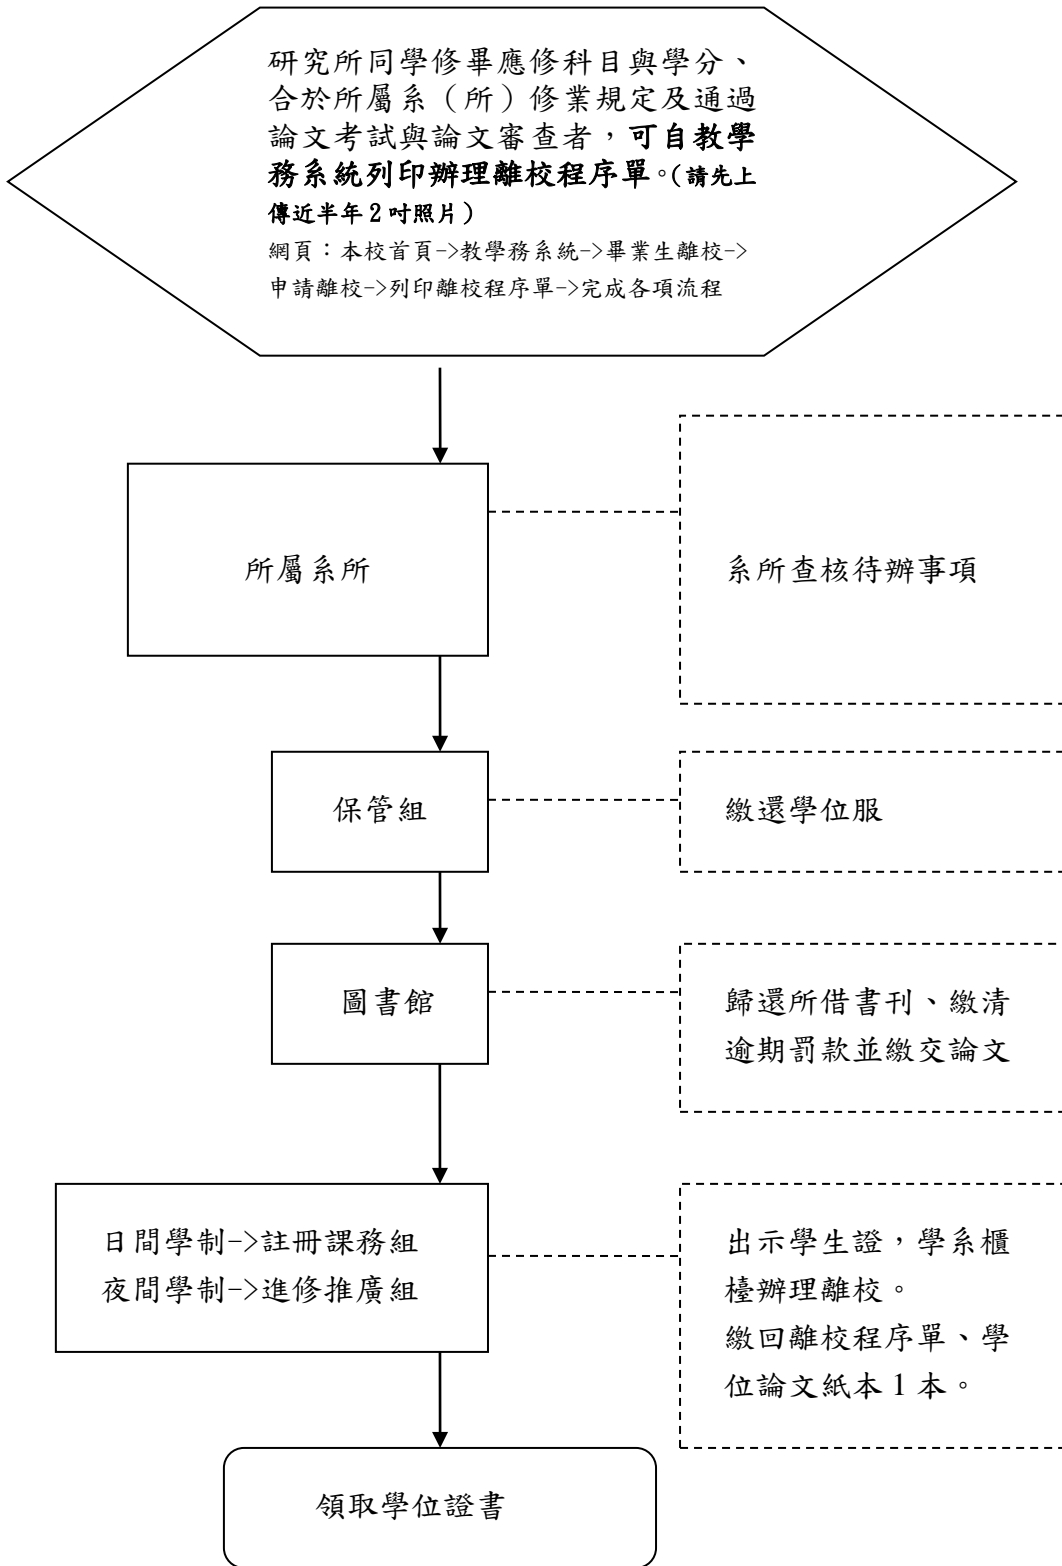 研究所同學修畢應修科目與學分、
合於所屬系（所）修業規定及通過
論文考試與論文審查者，可自教學
務系統列印辦理離校程序單。(請先上
傳近半年2吋照片)
網頁：本校首頁->教學務系統->畢業生離校->
申請離校->列印離校程序單->完成各項流程
所屬系所
系所查核待辦事項
保管組
繳還學位服
圖書館
歸還所借書刊、繳清
逾期罰款並繳交論文
日間學制->註冊課務組
夜間學制->進修推廣組
出示學生證，學系櫃
檯辦理離校。
繳回離校程序單、學
位論文紙本1本。
領取學位證書